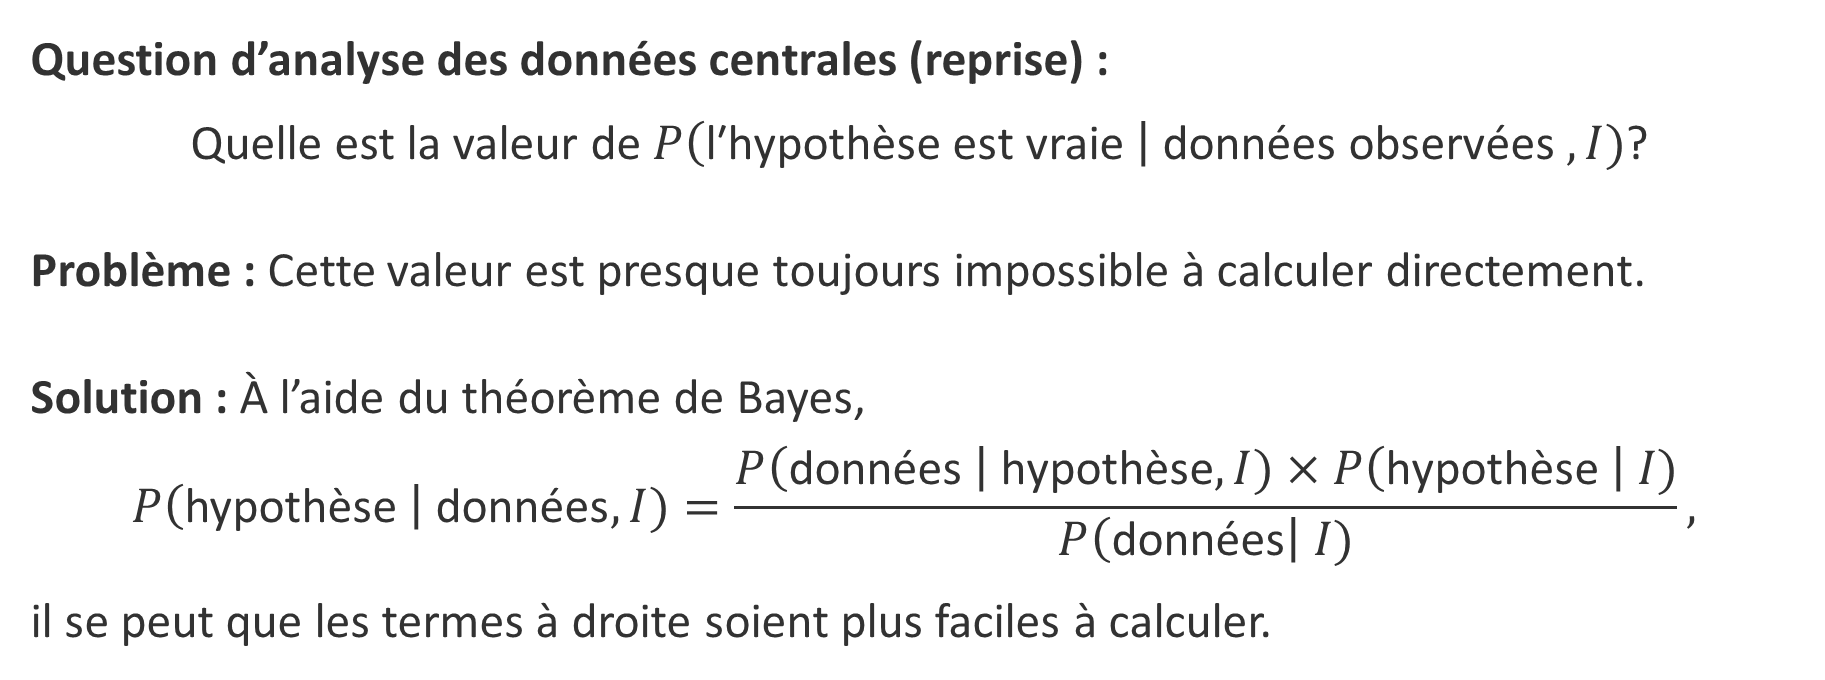 Question d’analyse des données centrales (reprise) :
Quelle est la valeur de P(l′hypothèse est vraie | données observées , I)?
Problème : Cette valeur est presque toujours impossible à calculer directement.
Solution : À l’aide du théorème de Bayes,
P(hypothèse | données, I) = P(données | hypothèse, I) × P(hypothèse | I) / P(données| I) ,
il se peut que les termes à droite soient plus faciles à calculer.